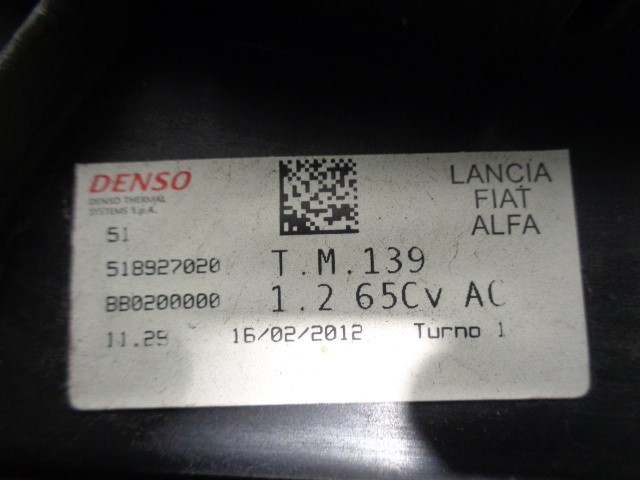 DENSO
DENSO THERMAL
SYSTEMS S.p.A.
LANCIA
FIAT
ALFA
51
518927020 T.M.139
BB0200000 1.2 65Cv AC
11.29 16/02/2012 Turno 1